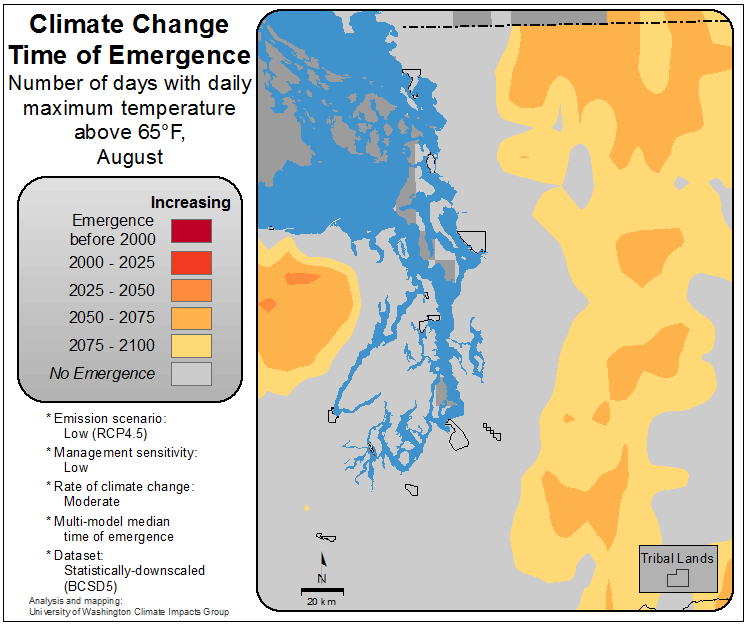 Climate Change
Time of Emergence
Number of days with daily
maximum temperature
above 65°F,
August
Increasing
Emergence
before 2000
2000 - 2025
2025 - 2050
2050 - 2075
2075 - 2100
No Emergence
* Emission scenario:
Low (RCP4.5)
* Management sensitivity:
Low
* Rate of climate change:
Moderate
* Multi-model median
time of emergence
* Dataset:
Statistically-downscaled
(BCSD5)
Analysis and mapping:
University of Washington Climate Impacts Group
N
20 km
Tribal Lands